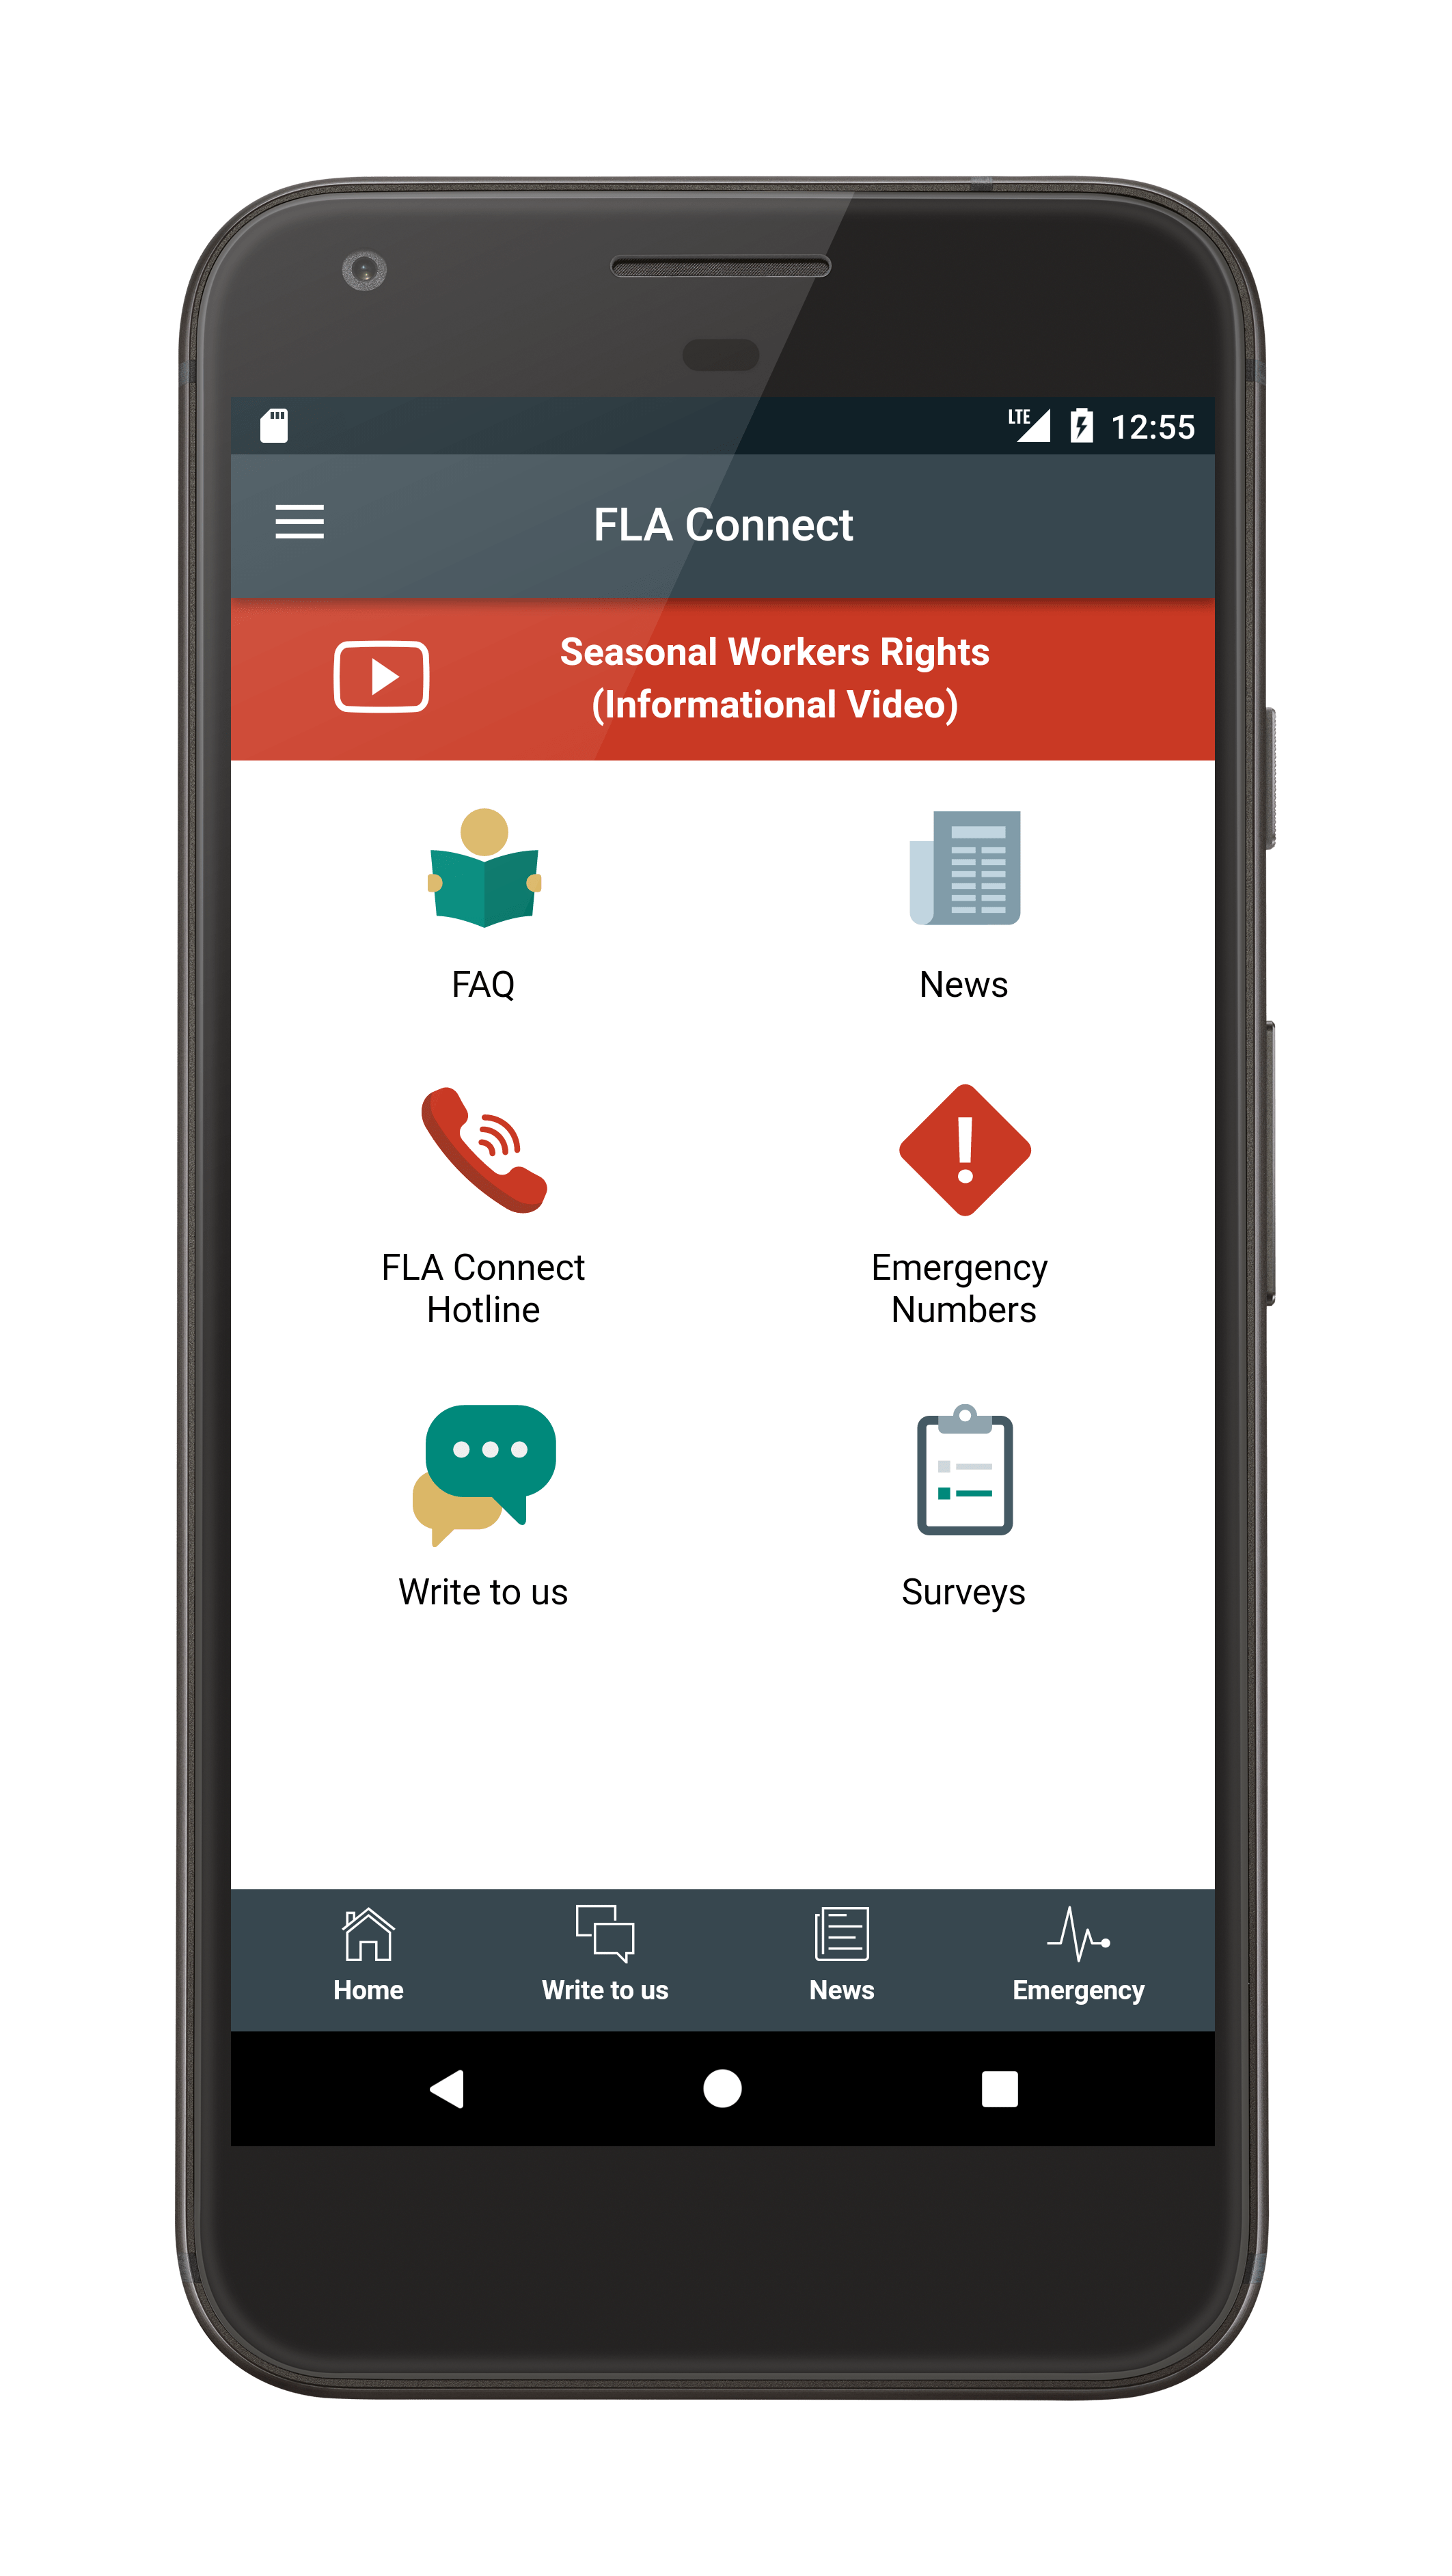 LTE 12:55
FLA Connect
Seasonal Workers Rights
(Informational Video)
FAQ
News
FLA Connect
Hotline
Emergency
Numbers
Write to us
Surveys
Home
Write to us
News
Emergency